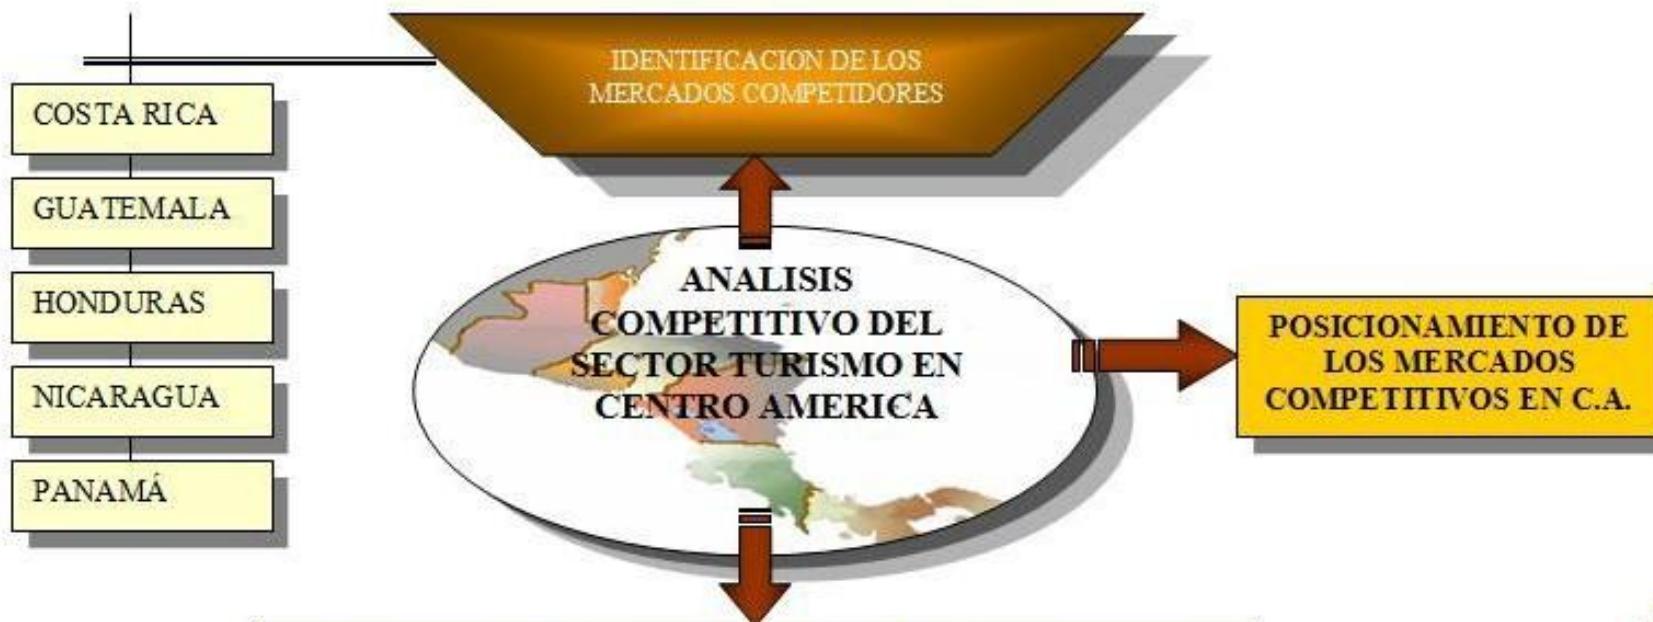 IDENTIFICACION DE LOS
MERCADOS COMPETIDORES
COSTA RICA
GUATEMALA
HONDURAS
NICARAGUA
PANAMÁ
ANALISIS
COMPETITIVO DEL
SECTOR TURISMO EN
CENTRO AMERICA
POSICIONAMIENTO DE
LOS MERCADOS
COMPETITIVOS EN C.A.